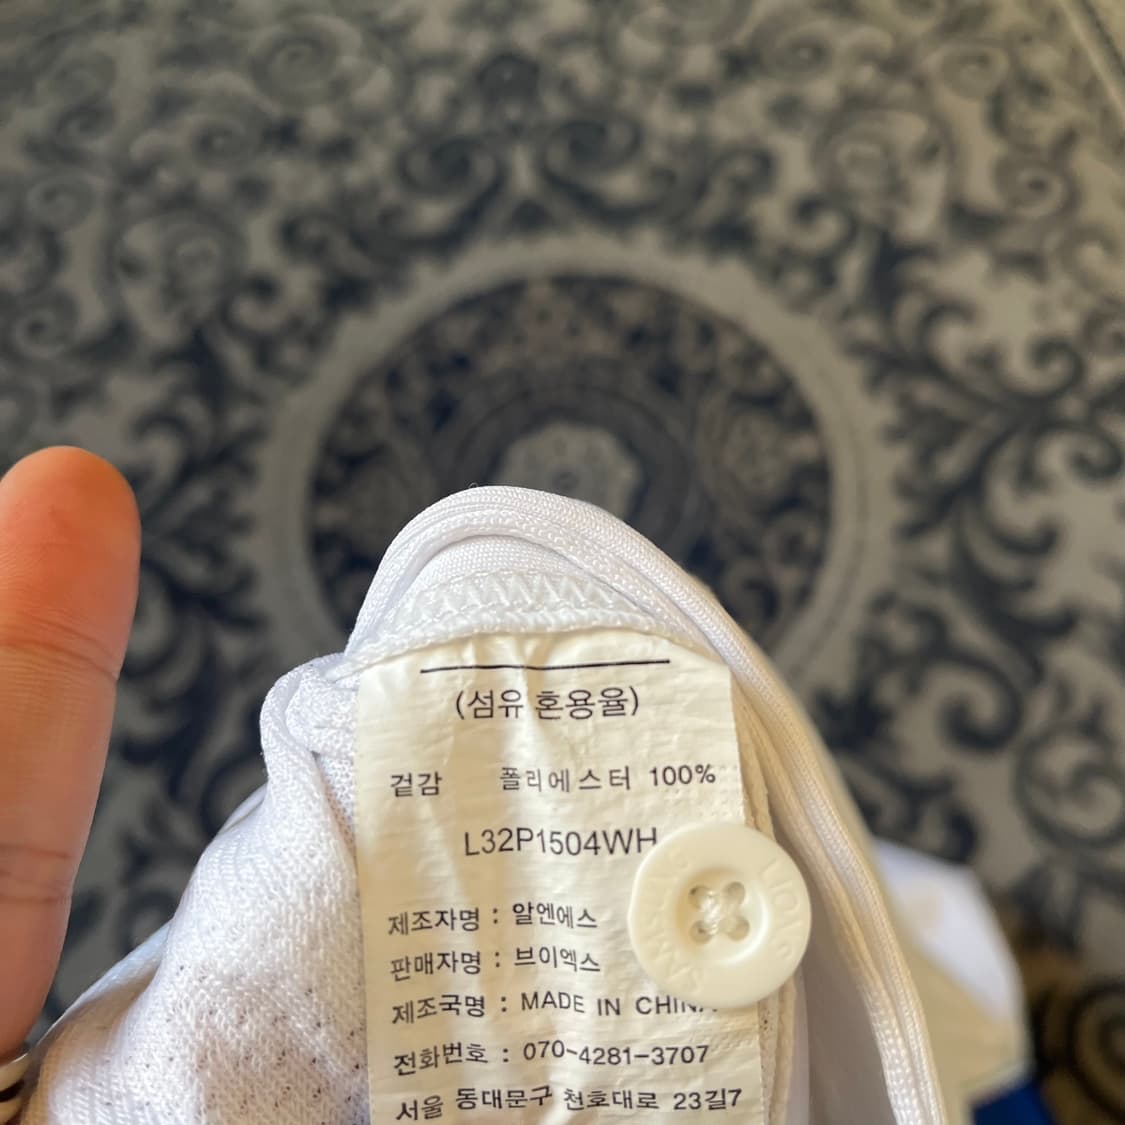 (섬유 혼용율)
겉감 폴리에스터 100%
L32P1504WH
제조자명 : 알엔에스
판매자명 : 브이엑스
제조국명 : MADE IN CHINA
전화번호 : 070-4281-3707
서울 동대문구 천호대로 23길7